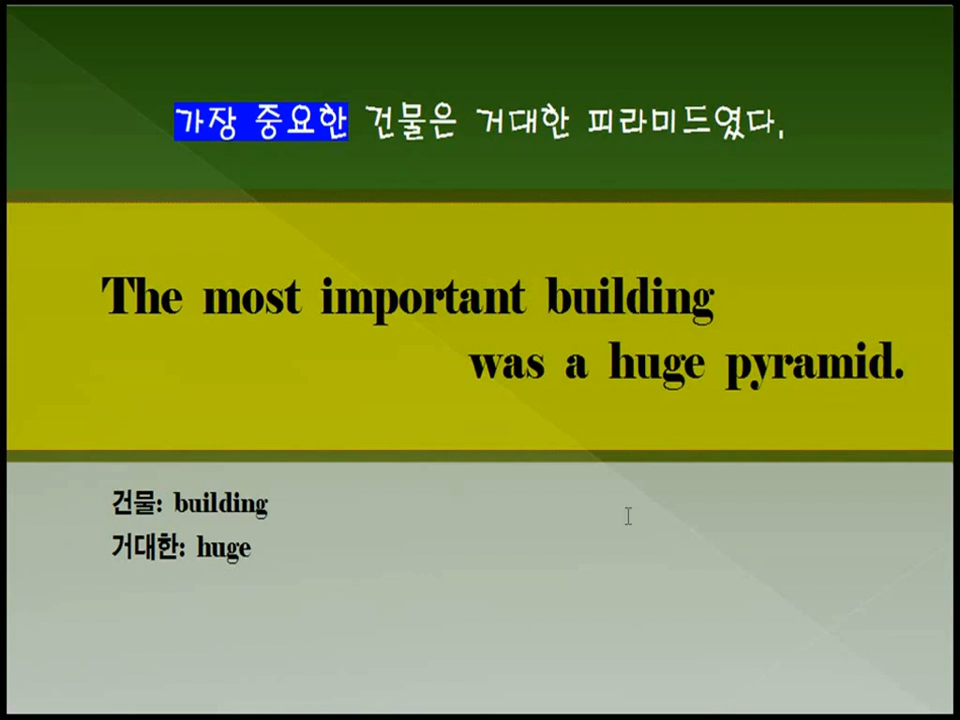 가장 중요한 건물은 거대한 피라미드였다.
The most important building
was a huge pyramid.
건물: building
거대한: huge